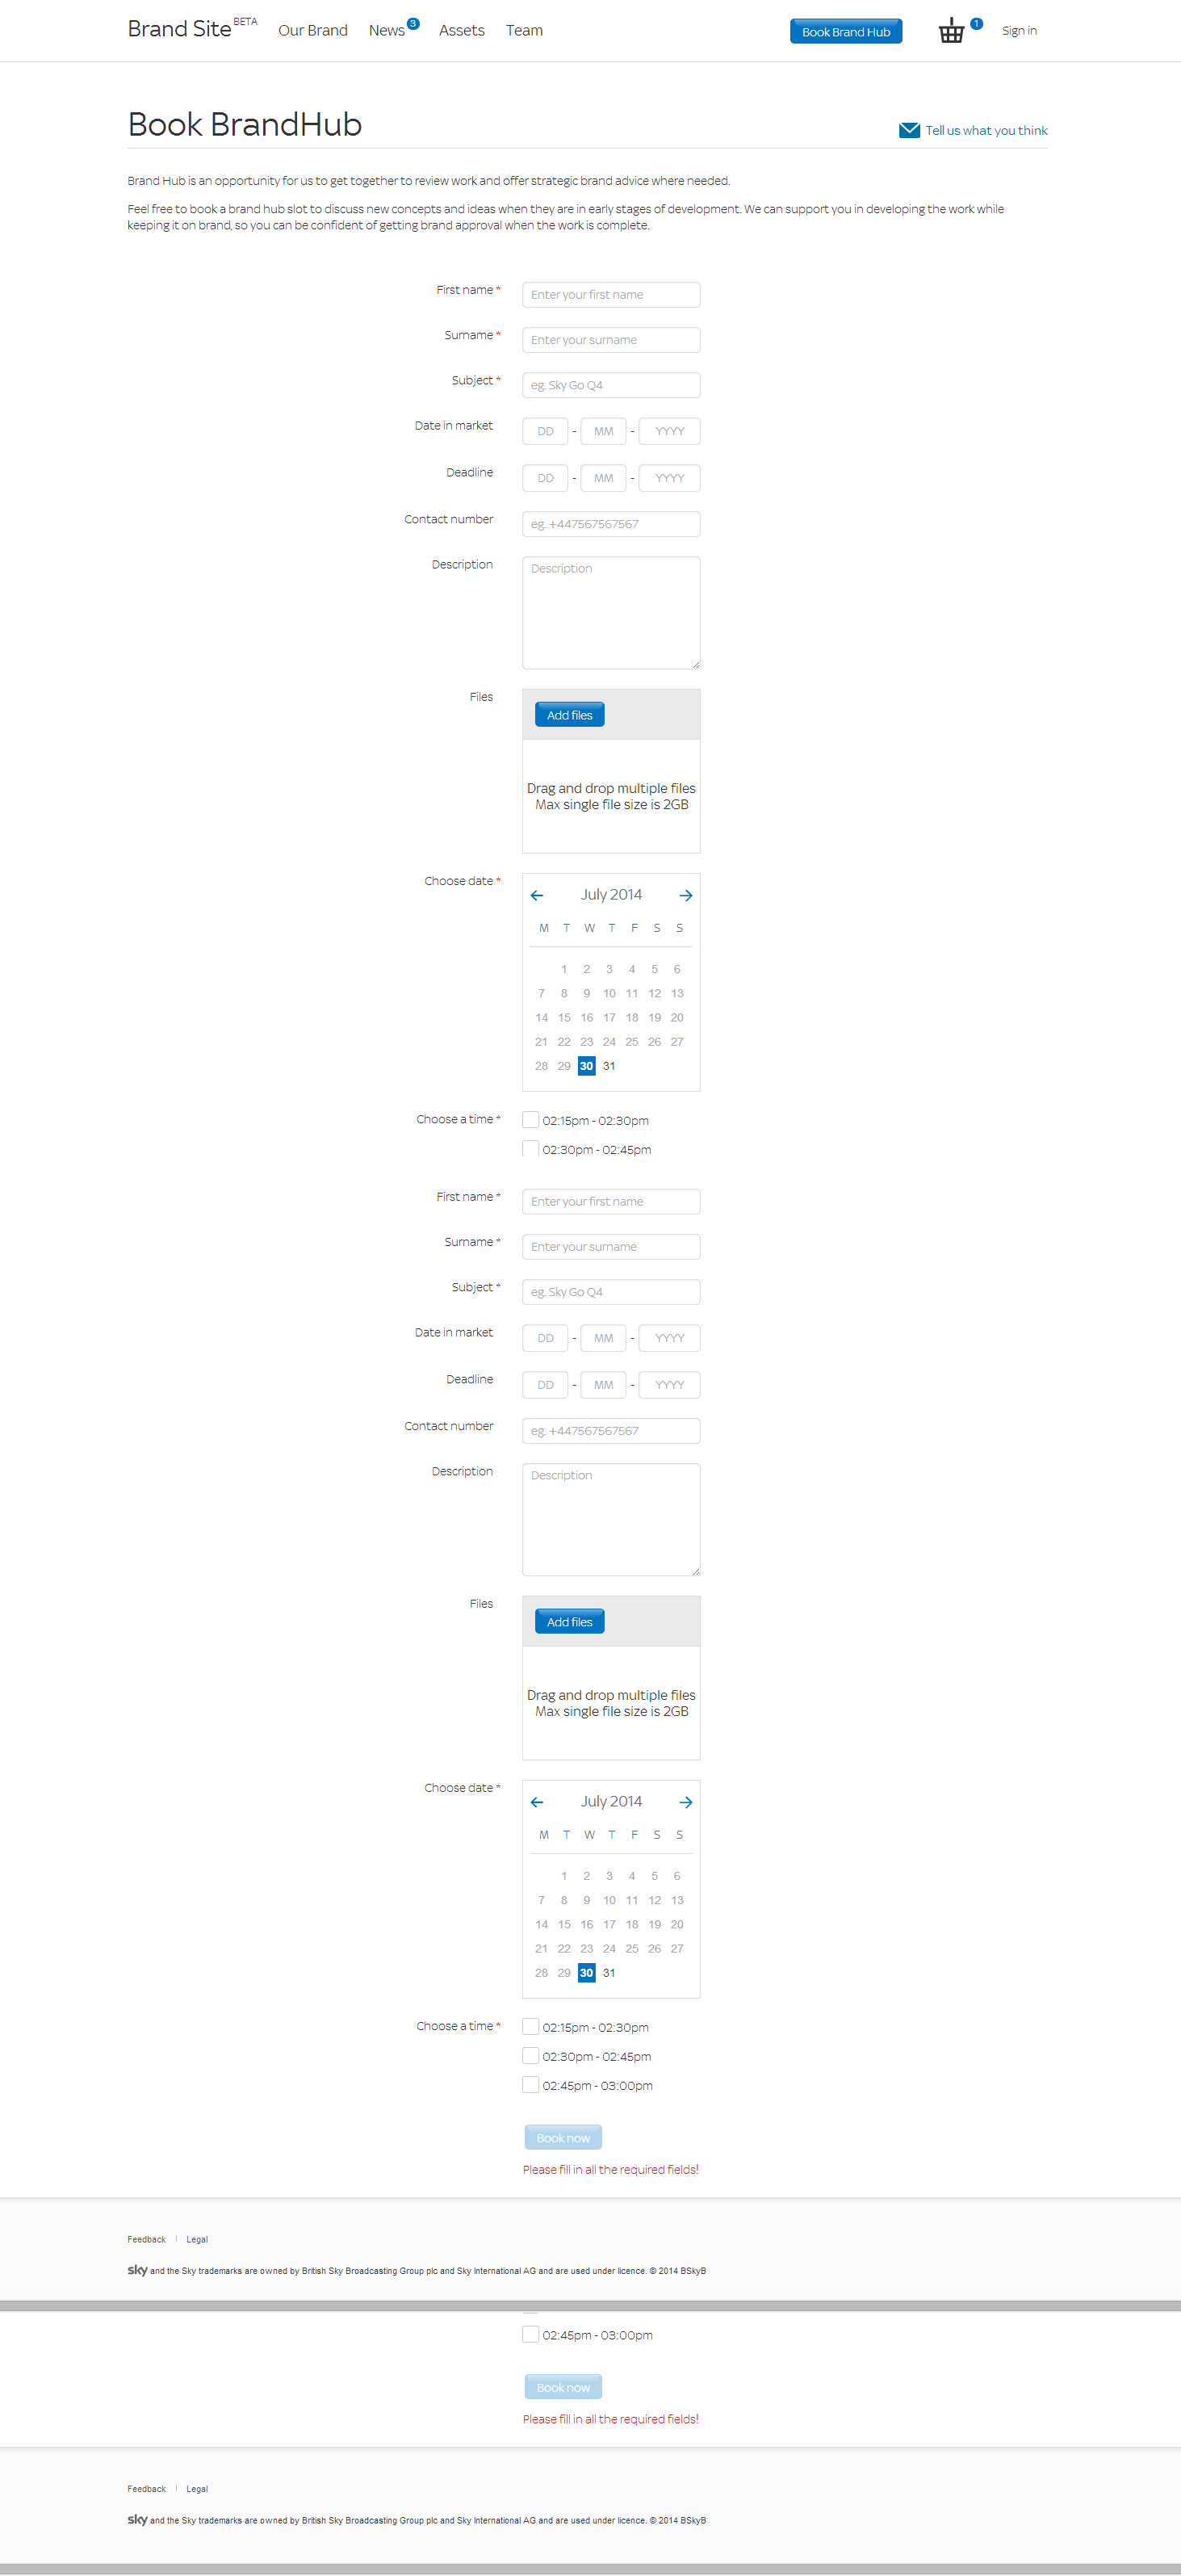 Brand Site BETA Our Brand News 3 Assets Team Book Brand Hub 1 Sign in
Book BrandHub
Tell us what you think
Brand Hub is an opportunity for us to get together to review work and offer strategic brand advice where needed.
Feel free to book a brand hub slot to discuss new concepts and ideas when they are in early stages of development. We can support you in developing the work while
keeping it on brand, so you can be confident of getting brand approval when the work is complete.
First name * Enter your first name
Surname * Enter your surname
Subject * eg. Sky Go Q4
Date in market DD - MM - YYYY
Deadline DD - MM - YYYY
Contact number eg. +447567567567
Description Description
Files Add files
Drag and drop multiple files
Max single file size is 2GB
Choose date * July 2014
M T W T F S S
1 2 3 4 5 6
7 8 9 10 11 12 13
14 15 16 17 18 19 20
21 22 23 24 25 26 27
28 29 30 31
Choose a time * 02:15pm - 02:30pm
02:30pm - 02:45pm
First name * Enter your first name
Surname * Enter your surname
Subject * eg. Sky Go Q4
Date in market DD - MM - YYYY
Deadline DD - MM - YYYY
Contact number eg. +447567567567
Description Description
Files Add files
Drag and drop multiple files
Max single file size is 2GB
Choose date * July 2014
M T W T F S S
1 2 3 4 5 6
7 8 9 10 11 12 13
14 15 16 17 18 19 20
21 22 23 24 25 26 27
28 29 30 31
Choose a time * 02:15pm - 02:30pm
02:30pm - 02:45pm
02:45pm - 03:00pm
Book now
Please fill in all the required fields!
Feedback | Legal
sky and the Sky trademarks are owned by British Sky Broadcasting Group plc and Sky International AG and are used under licence. © 2014 BSkyB
02:45pm - 03:00pm
Book now
Please fill in all the required fields!
Feedback | Legal
sky and the Sky trademarks are owned by British Sky Broadcasting Group plc and Sky International AG and are used under licence. © 2014 BSkyB